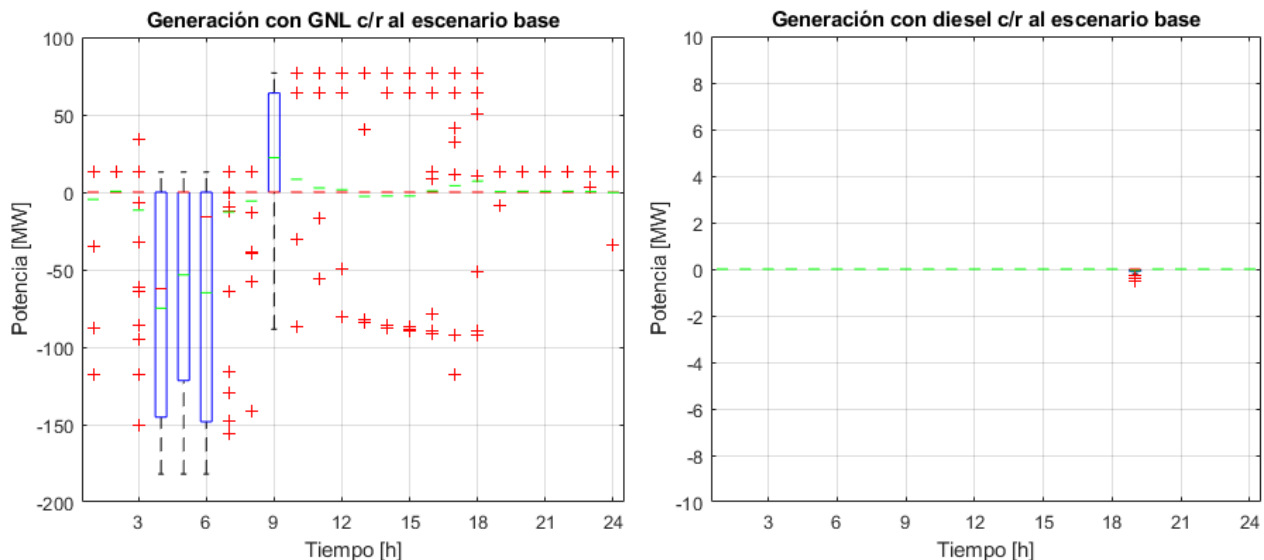 Generación con GNL c/r al escenario base
100
50
0
-50
-100
-150
-200
Potencia [MW]
3 6 9 12 15 18 21 24
Tiempo [h]
Generación con diesel c/r al escenario base
10
8
6
4
2
0
-2
-4
-6
-8
-10
Potencia [MW]
3 6 9 12 15 18 21 24
Tiempo [h]